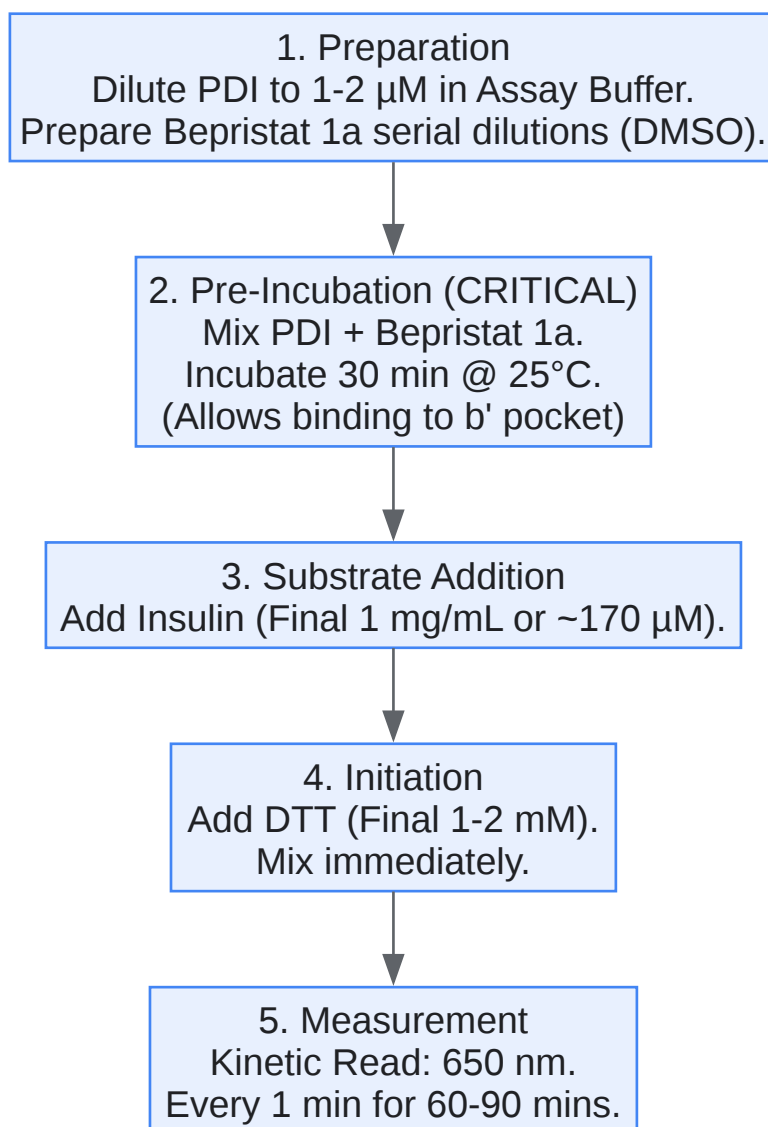 1. Preparation
Dilute PDI to 1-2 µM in Assay Buffer.
Prepare Bepristat 1a serial dilutions (DMSO).
2. Pre-Incubation (CRITICAL)
Mix PDI + Bepristat 1a.
Incubate 30 min @ 25°C.
(Allows binding to b' pocket)
3. Substrate Addition
Add Insulin (Final 1 mg/mL or ~170 µM).
4. Initiation
Add DTT (Final 1-2 mM).
Mix immediately.
5. Measurement
Kinetic Read: 650 nm.
Every 1 min for 60-90 mins.